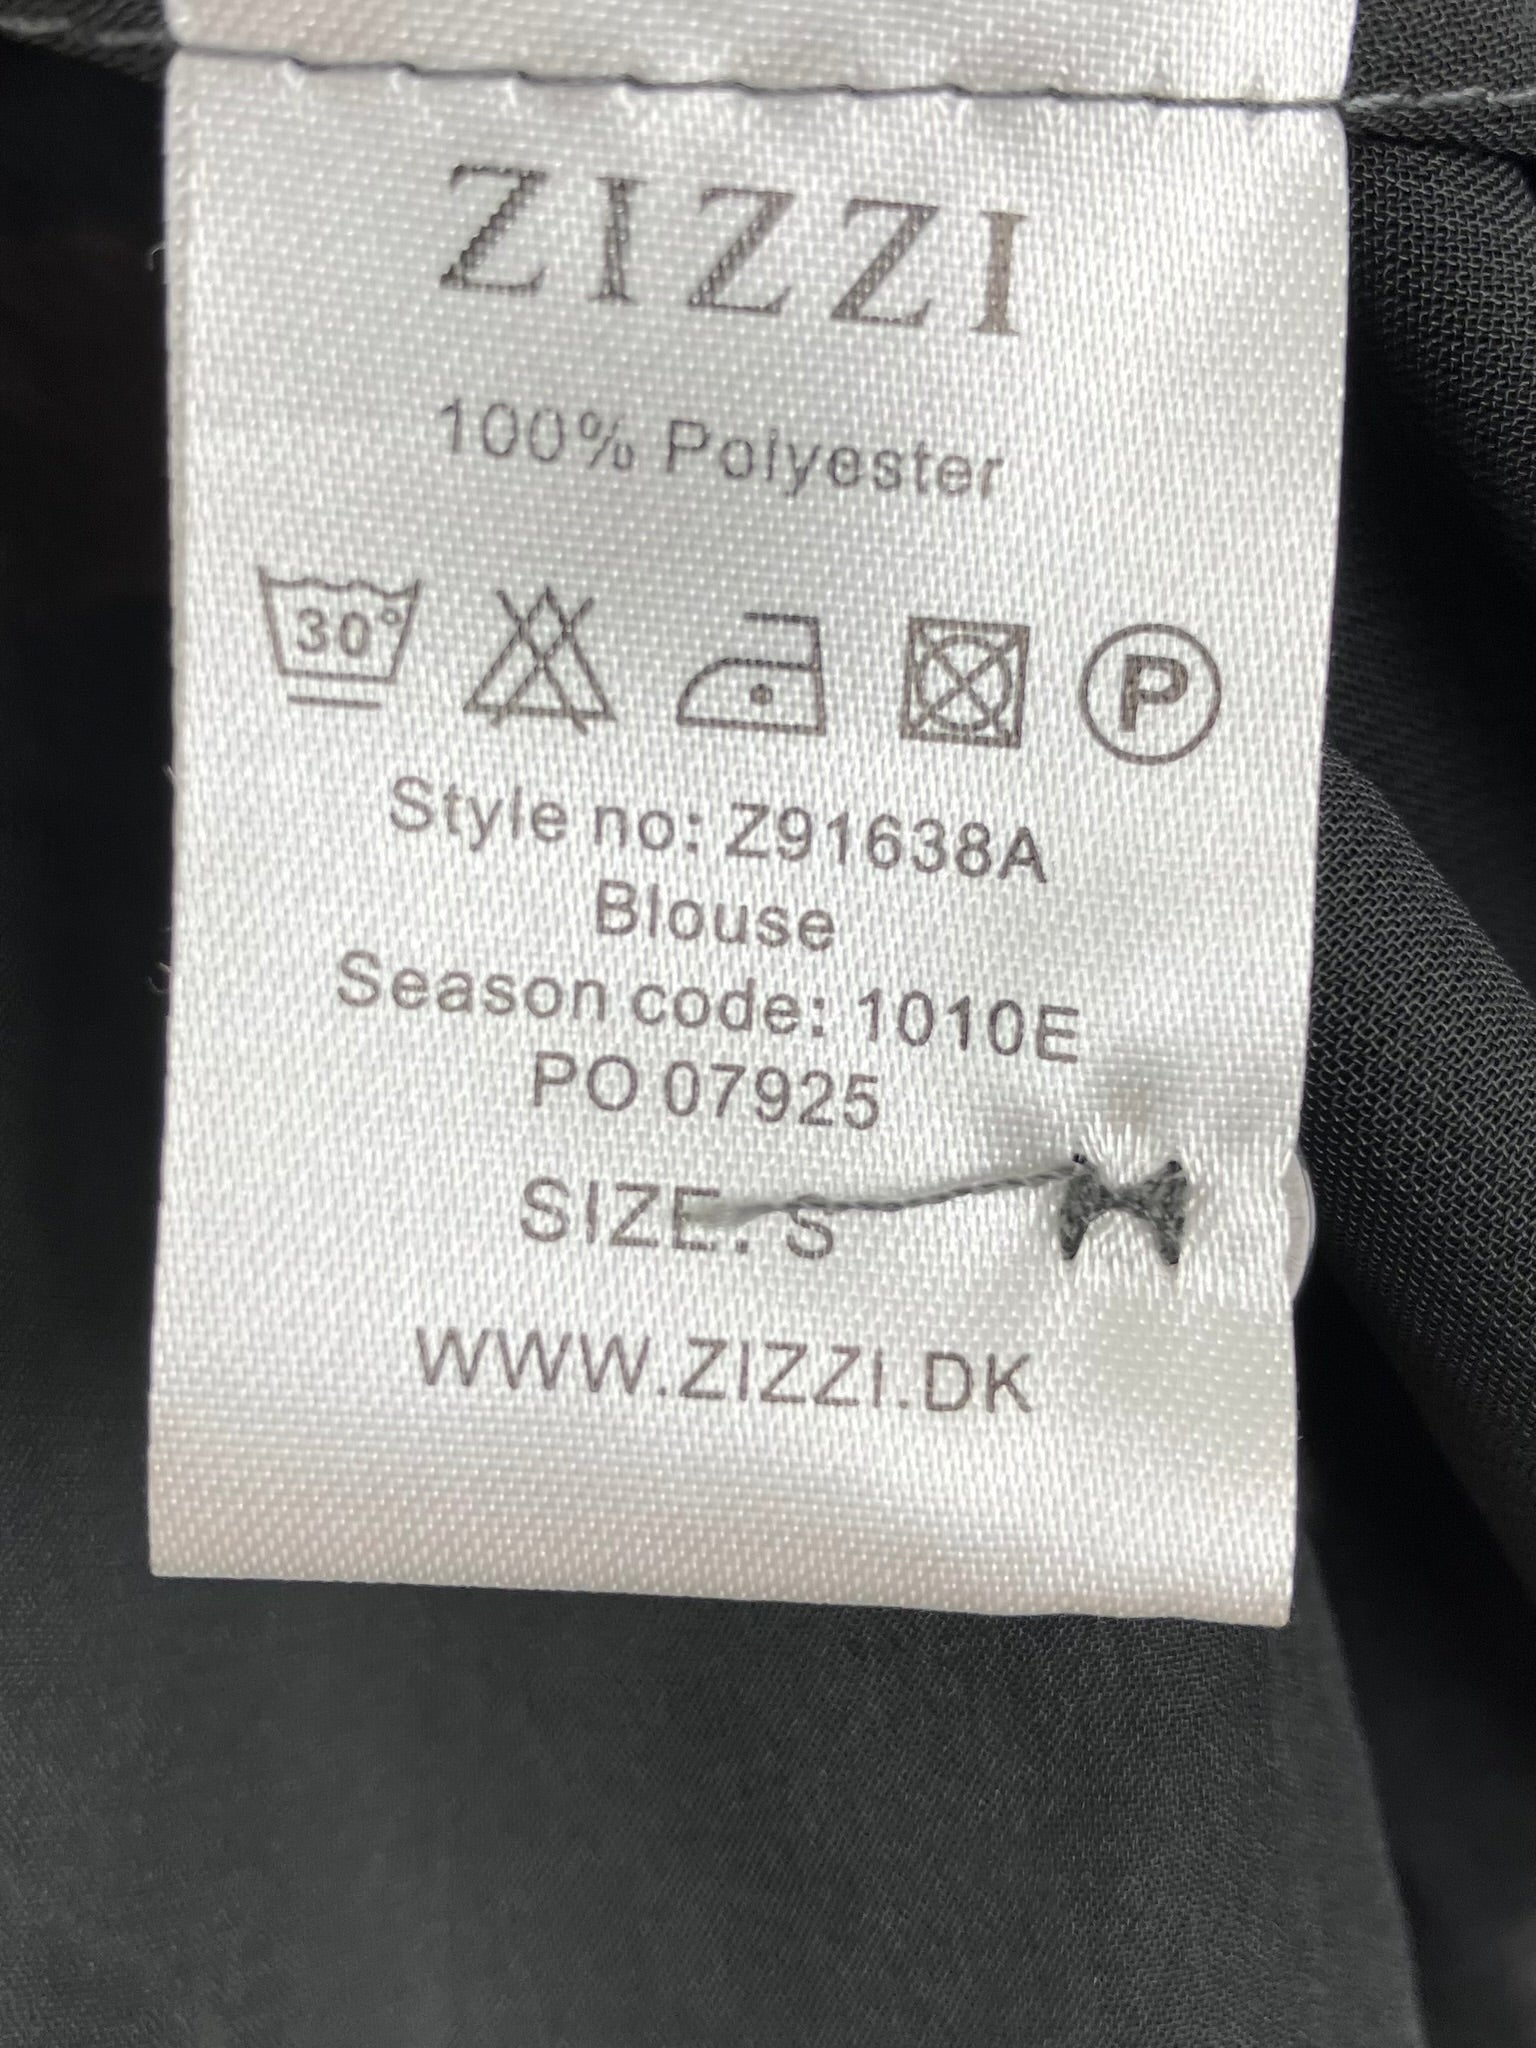 ZIZZI
100% Polyester
30°
P
Style no: Z91638A
Blouse
Season code: 1010E
PO 07925
SIZE: S
WWW.ZIZZI.DK